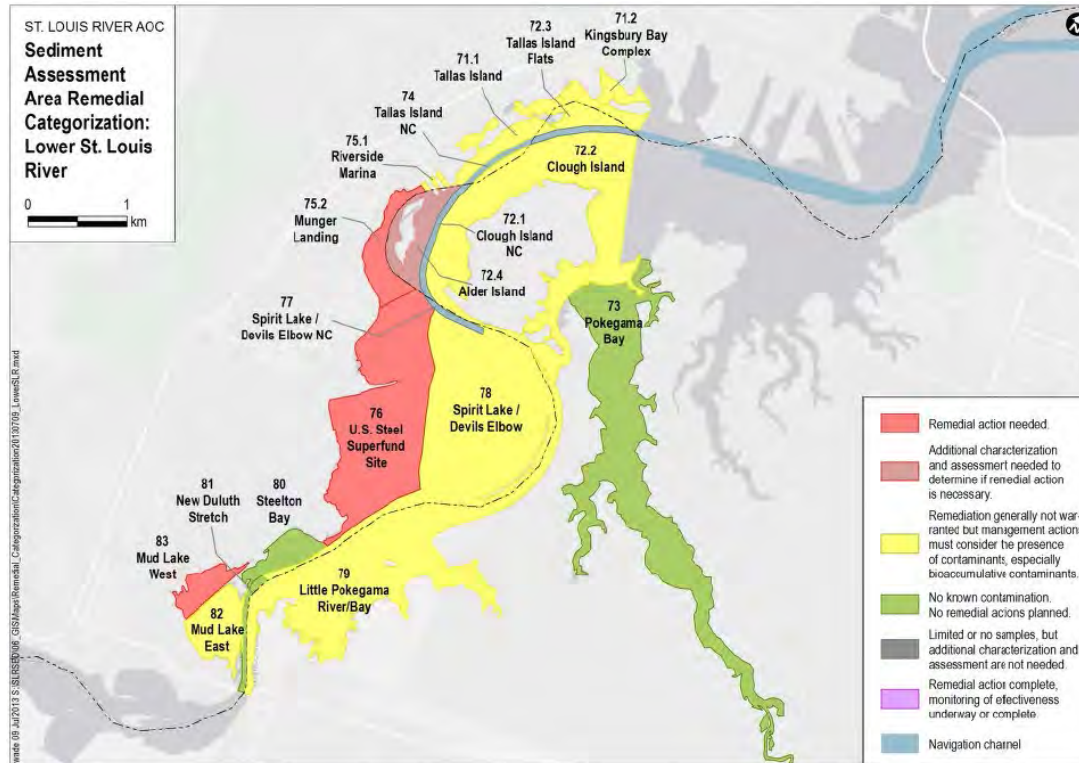 ST. LOUIS RIVER AOC
Sediment
Assessment
Area Remedial
Categorization:
Lower St. Louis
River
0 1
km
71.2
Kingsbury Bay
Complex
72.3
Tallas Island
Flats
71.1
Tallas Island
74
Tallas Island
NC
75.1
Riverside
Marina
75.2
Munger
Landing
72.2
Clough Island
72.1
Clough Island
NC
72.4
Alder Island
77
Spirit Lake /
Devils Elbow NC
73
Pokegama
Bay
78
Spirit Lake /
Devils Elbow
76
U.S. Steel
Superfund
Site
80
Steelton
Bay
81
New Duluth
Stretch
83
Mud Lake
West
79
Little Pokegama
River/Bay
82
Mud Lake
East
Remedial action needed.
Additional characterization
and assessment needed to
determine if remedial action
is necessary.
Remediation generally not war-
ranted but management action
must consider the presence
of contaminants, especially
bioaccumulative contaminants.
No known contamination.
No remedial actions planned.
Limited or no samples, but
additional characterization and
assessment are not needed.
Remedial action complete,
monitoring of effectiveness
underway or complete.
Navigation channel